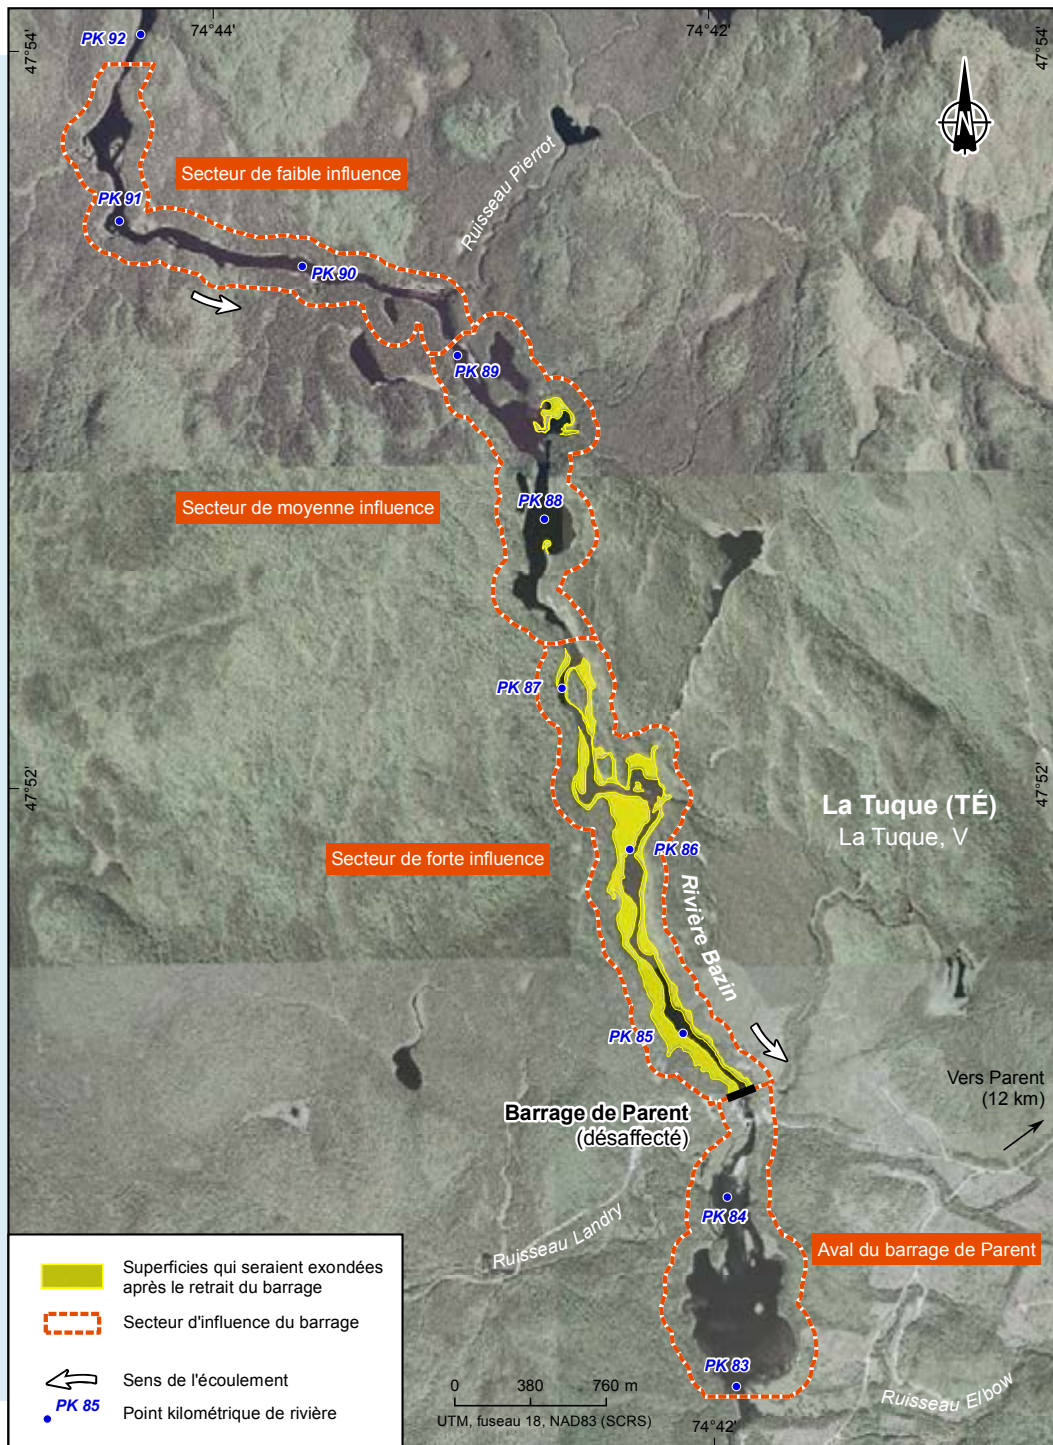 74°44'
74°42'
47°54'
47°54'
PK 92
N
Ruisseau Pierrot
Secteur de faible influence
PK 91
PK 90
PK 89
Secteur de moyenne influence
PK 88
PK 87
47°52'
47°52'
La Tuque (TÉ)
La Tuque, V
Secteur de forte influence
PK 86
Rivière Bazin
PK 85
Vers Parent
(12 km)
Barrage de Parent
(désaffecté)
PK 84
Ruisseau Landry
Aval du barrage de Parent
Superficies qui seraient exondées
après le retrait du barrage
Secteur d'influence du barrage
Sens de l'écoulement
PK 85
Point kilométrique de rivière
PK 83
0 380 760 m
UTM, fuseau 18, NAD83 (SCRS)
Ruisseau Elbow
74°42'